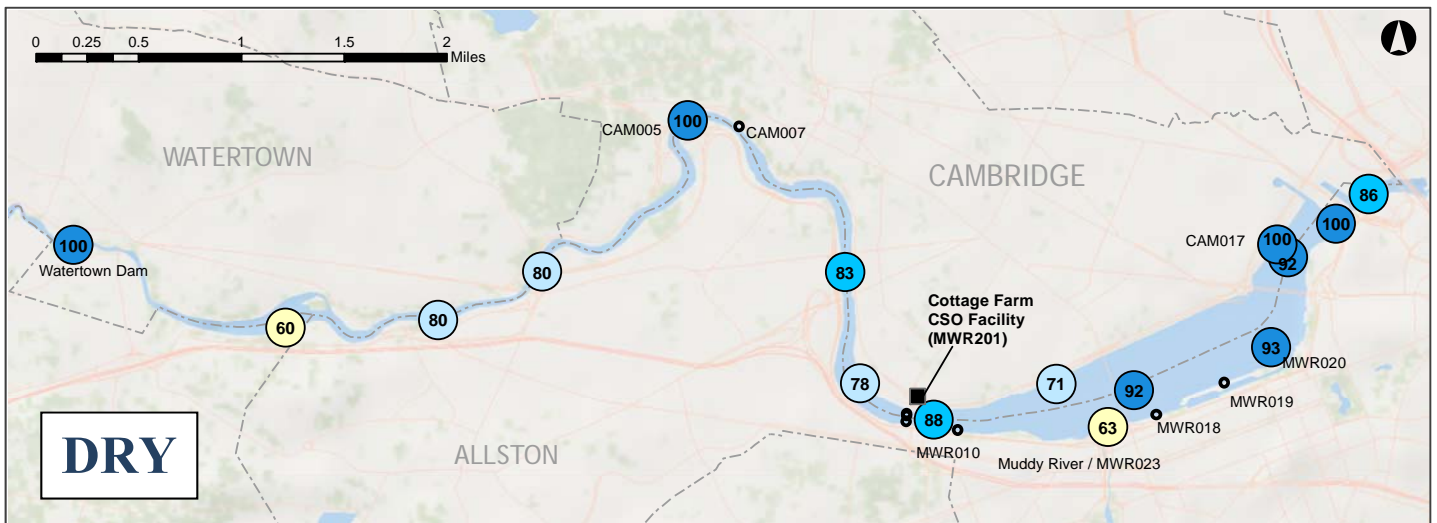 0 0.25 0.5 1 1.5 2
Miles
CAM005
100
CAM007
WATERTOWN
CAMBRIDGE
86
100
CAM017
100
92
100
Watertown Dam
80
83
60
80
Cottage Farm
CSO Facility
(MWR201)
93
MWR020
78
71
92
MWR019
88
63
MWR018
MWR010
Muddy River / MWR023
ALLSTON
DRY